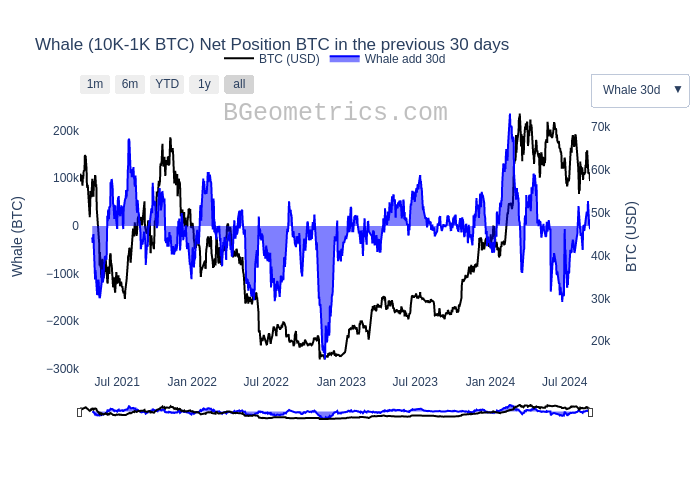 Whale (10K-1K BTC) Net Position BTC in the previous 30 days
BTC (USD) Whale add 30d
1m 6m YTD 1y all
Whale 30d ▼
BGeometrics.com
200k
100k
0
−100k
−200k
−300k
Whale (BTC)
70k
60k
50k
40k
30k
20k
BTC (USD)
Jul 2021 Jan 2022 Jul 2022 Jan 2023 Jul 2023 Jan 2024 Jul 2024